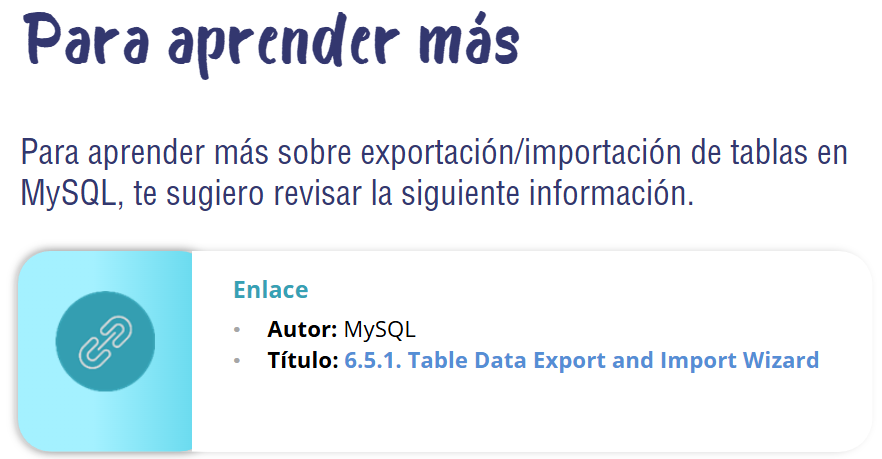 Para aprender más
Para aprender más sobre exportación/importación de tablas en
MySQL, te sugiero revisar la siguiente información.
Enlace
• Autor: MySQL
• Título: 6.5.1. Table Data Export and Import Wizard